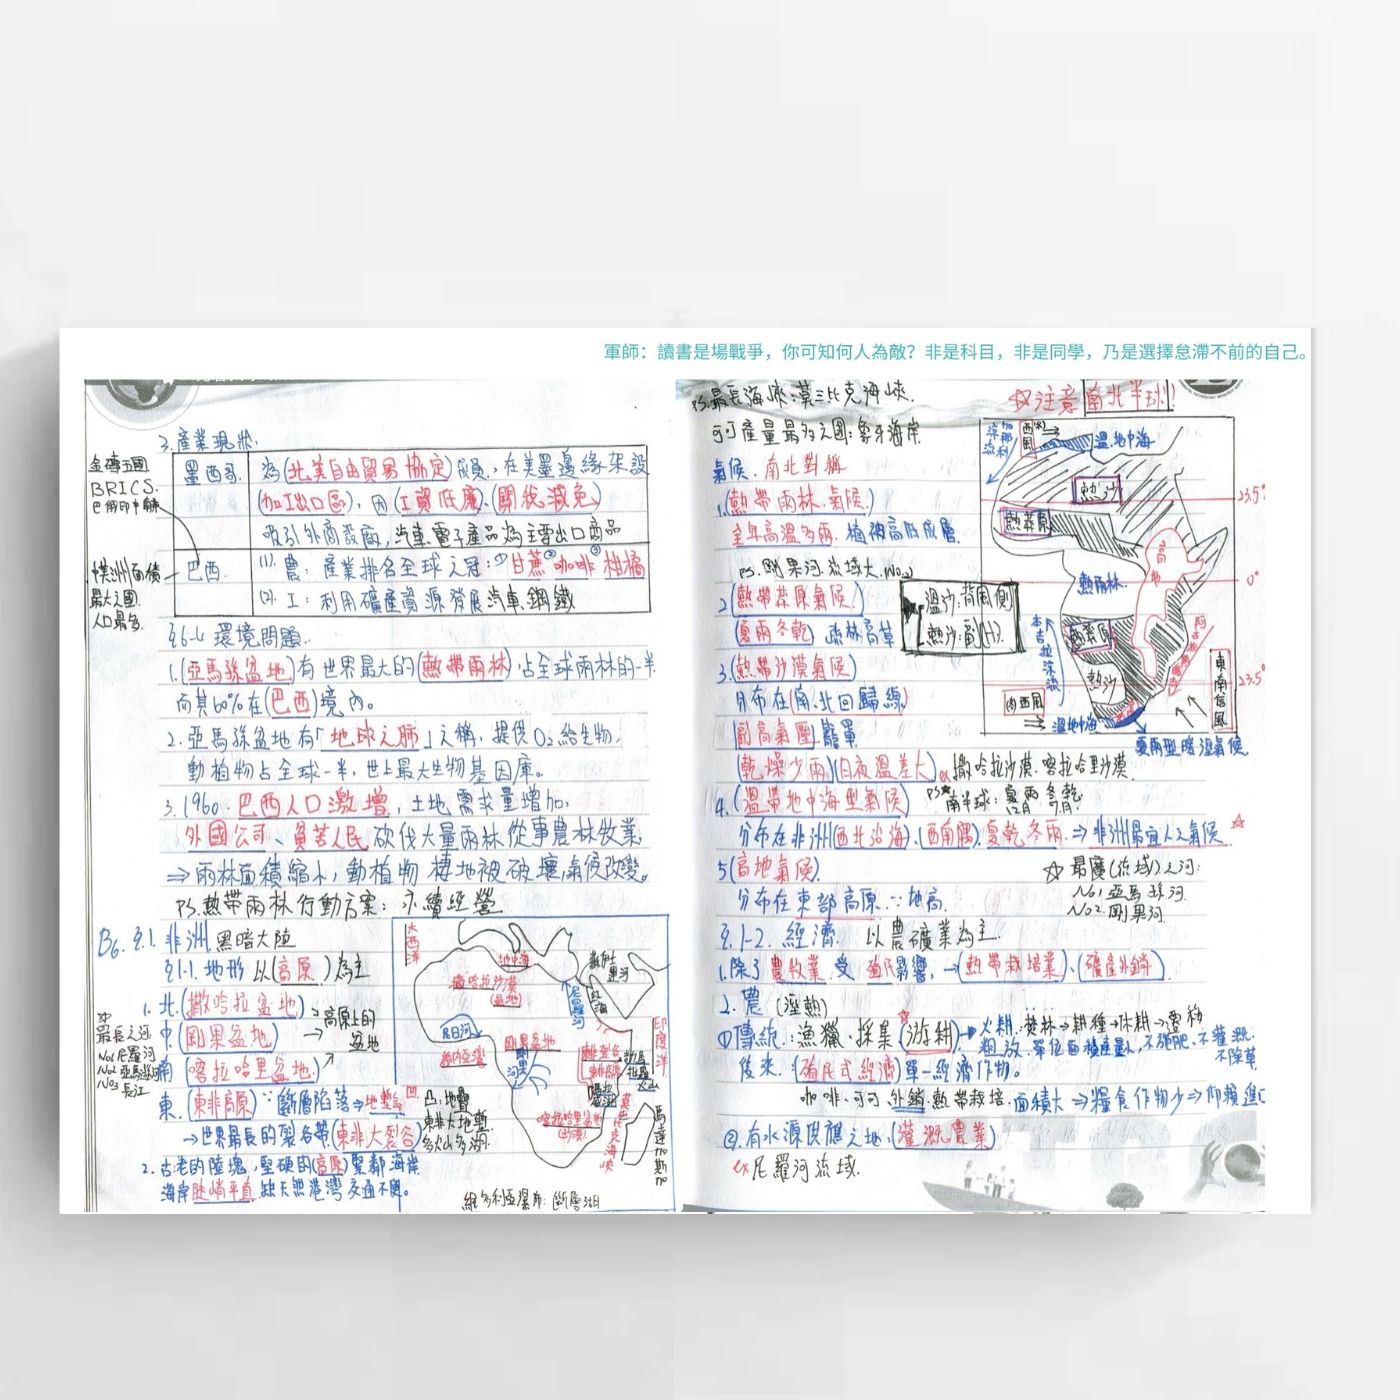 軍師：讀書是場戰爭，你可知何人為敵？非是科目，非是同學，乃是選擇怠滯不前的自己。
3. 產業現狀.
金磚五國
BRICS.
巴俄印中
墨西哥.
為(北美自由貿易協定)成員, 在美墨邊緣架設
(加工出口區), 因(工資低廉)、(關稅減免)
吸引外商設廠, 汽車、電子產品為主要出口商品
洲面積
最大之國.
人口最多.
巴西.
(1). 農: 產業排名全球之冠: ①甘蔗②咖啡③柑橘
(2). 工: 利用礦產資源發展汽車、鋼鐵
環境問題.
1. (亞馬孫盆地)有世界最大的(熱帶雨林), 占全球雨林的一半
而其60%在(巴西)境內。
2. 亞馬孫盆地有「地球之肺」之稱, 提供O₂給生物,
動植物占全球一半, 世上最大生物基因庫。
3. 1960. 巴西人口激增, 土地需求量增加,
外國公司、貧苦人民砍伐大量雨林從事農林牧業
⇒雨林面積縮小, 動植物棲地被破壞, 氣候改變。
PS. 熱帶雨林行動方案: 永續經營
B6. 非洲. 黑暗大陸
§1-1. 地形 以(高原)為主
1. 北(撒哈拉盆地)
中(剛果盆地)
南(喀拉哈里盆地)
→高原上的
盆地
☆
最長之河:
No1 尼羅河
No2 亞馬孫河
No3 長江
東. (東非高原) ∵斷層陷落→地塹
→世界最長的裂谷帶(東非大裂谷)
2. 古老的陸塊, 堅硬的(高原)緊鄰海岸
海岸陡峭平直, 缺天然港灣, 交通不便。
大西洋
地中海
撒哈拉沙漠
(盆地)
尼羅河
紅海
尼日河
幾內亞灣
剛果盆地
剛果河
印度洋
東非高原
喀拉哈里盆地
(沙漠)
莫三比克海峽
馬達加斯加
凸: 地壘
東非大地塹
多火山多湖.
維多利亞瀑布: 斷層湖
PS. 最長海峽: 莫三比克海峽.
可可產量最多之國: 象牙海岸
☆注意南北半球!
氣候. 南北對稱
1. (熱帶雨林氣候)
全年高溫多雨. 植被高低成層.
PS. 剛果河流域大. No.2
2. (熱帶莽原氣候)
(夏雨冬乾) 疏林高草
溫沙: 背風側
熱沙: 副(H).
3. (熱帶沙漠氣候)
分布在(南、北回歸線)
(副高氣壓)籠罩
(乾燥少雨)(日夜溫差大) ex 撒哈拉沙漠、喀拉哈里沙漠.
加那利涼流
西風
溫地中海
熱沙
熱莽原
23.5°
高地
0°
熱雨林
本吉拉涼流
熱沙
23.5°
西風
溫地中海
東南信風
夏雨型暖溼氣候
4. (溫帶地中海型氣候)
PS 南半球: 夏雨 冬乾
12月 7月
分布在非洲(西北沿海)、(西南隅). 夏乾冬雨. ⇒非洲最宜人之氣候
5 (高地氣候)
分布在東部高原. ∵地高.
☆ 最廣(流域)之河:
No1 亞馬孫河
No2. 剛果河
§1-2. 經濟. 以農礦業為主.
1. 除了農牧業. 受殖民影響, →(熱帶栽培業)、(礦產外銷).
2. 農 (溼熱)
①傳統: 漁獵、採集(游耕)→火耕: 焚林→耕種→休耕→遷移
粗放. 單位面積產量小, 不施肥、不灌溉.
不除草
後來. (殖民式經濟)單一經濟作物。
咖啡、可可, 外銷. 熱帶栽培. 面積大⇒糧食作物少⇒仰賴進口
②. 有水源供應之地: (灌溉農業)
ex 尼羅河流域.